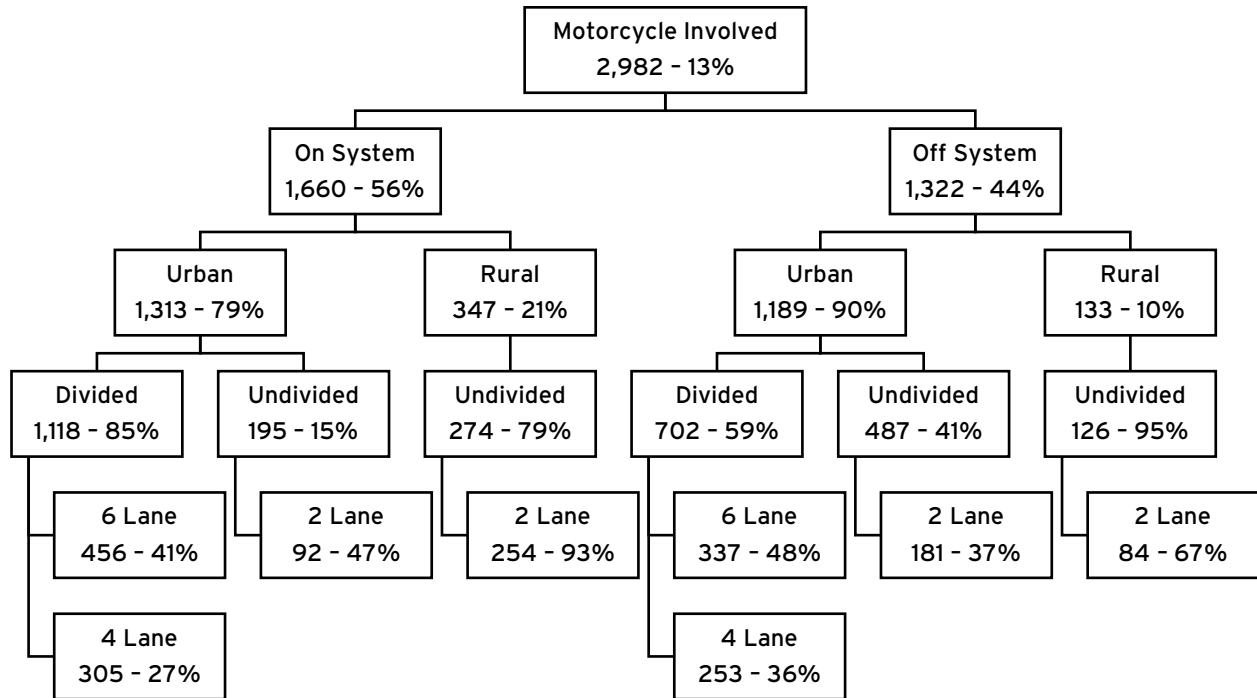 Motorcycle Involved
2,982 – 13%
On System
1,660 – 56%
Off System
1,322 – 44%
Urban
1,313 – 79%
Rural
347 – 21%
Urban
1,189 – 90%
Rural
133 – 10%
Divided
1,118 – 85%
Undivided
195 – 15%
Undivided
274 – 79%
Divided
702 – 59%
Undivided
487 – 41%
Undivided
126 – 95%
6 Lane
456 – 41%
2 Lane
92 – 47%
2 Lane
254 – 93%
6 Lane
337 – 48%
2 Lane
181 – 37%
2 Lane
84 – 67%
4 Lane
305 – 27%
4 Lane
253 – 36%